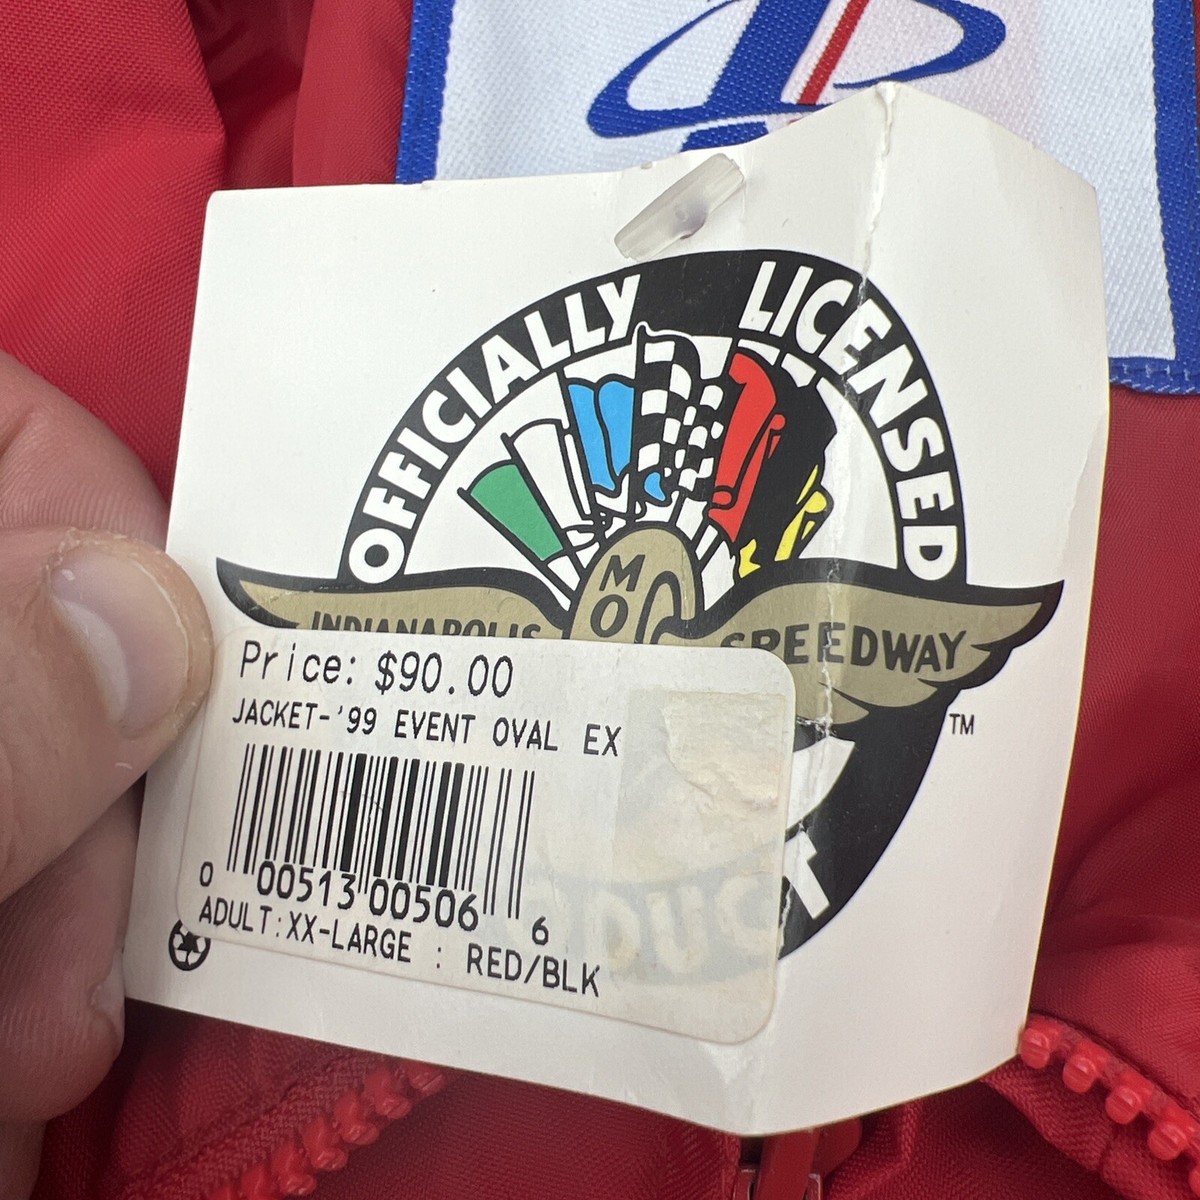 OFFICIALLY LICENSED
MO
INDIANAPOLIS SPEEDWAY
TM
Price: $90.00
JACKET-'99 EVENT OVAL EX
0 00513 00506 6
ADULT:XX-LARGE : RED/BLK